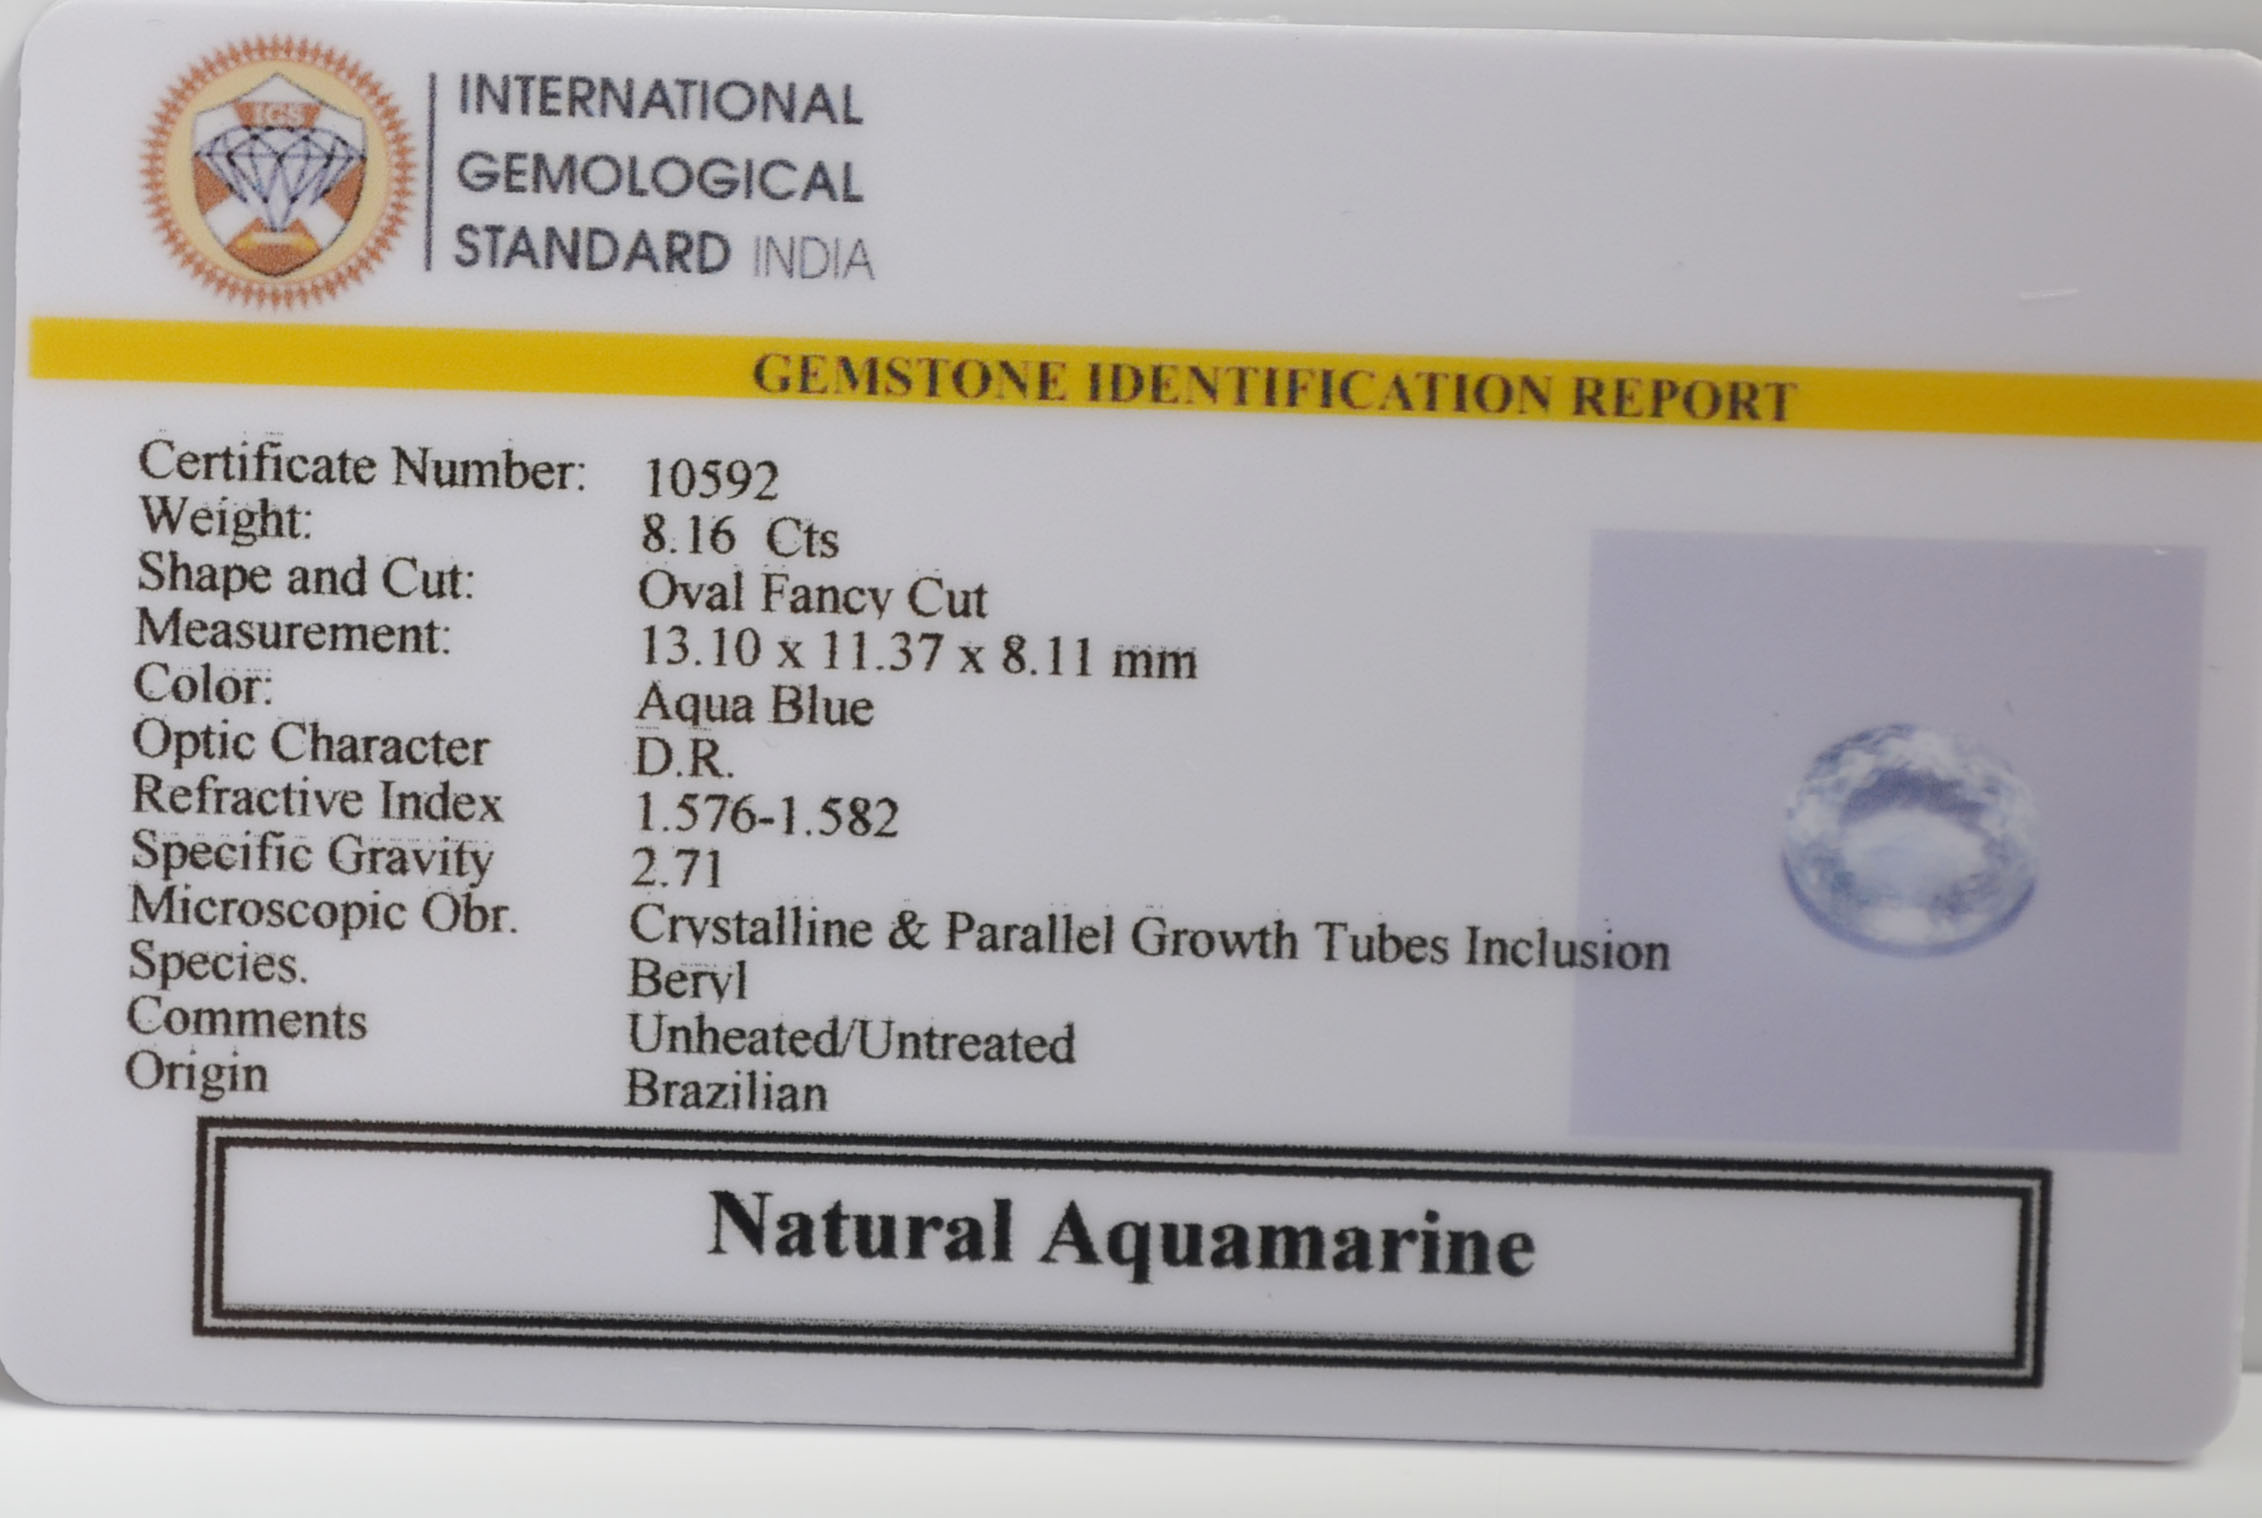 IGS
INTERNATIONAL
GEMOLOGICAL
STANDARD INDIA
GEMSTONE IDENTIFICATION REPORT
Certificate Number: 10592
Weight: 8.16 Cts
Shape and Cut: Oval Fancy Cut
Measurement: 13.10 x 11.37 x 8.11 mm
Color: Aqua Blue
Optic Character D.R.
Refractive Index 1.576-1.582
Specific Gravity 2.71
Microscopic Obr. Crystalline & Parallel Growth Tubes Inclusion
Species. Beryl
Comments Unheated/Untreated
Origin Brazilian
Natural Aquamarine